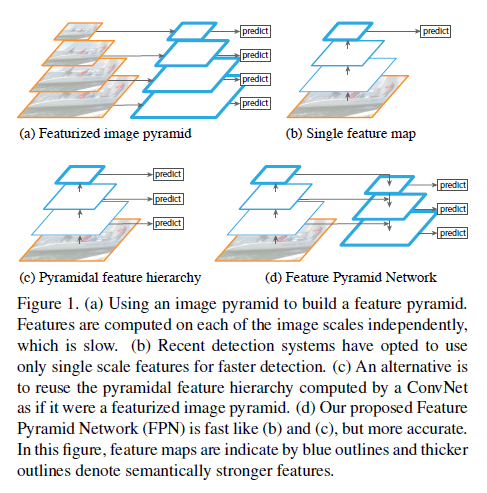 predict
predict
predict
predict
predict
(a) Featurized image pyramid
(b) Single feature map
predict
predict
predict
predict
predict
predict
(c) Pyramidal feature hierarchy
(d) Feature Pyramid Network
Figure 1. (a) Using an image pyramid to build a feature pyramid.
Features are computed on each of the image scales independently,
which is slow. (b) Recent detection systems have opted to use
only single scale features for faster detection. (c) An alternative is
to reuse the pyramidal feature hierarchy computed by a ConvNet
as if it were a featurized image pyramid. (d) Our proposed Feature
Pyramid Network (FPN) is fast like (b) and (c), but more accurate.
In this figure, feature maps are indicate by blue outlines and thicker
outlines denote semantically stronger features.